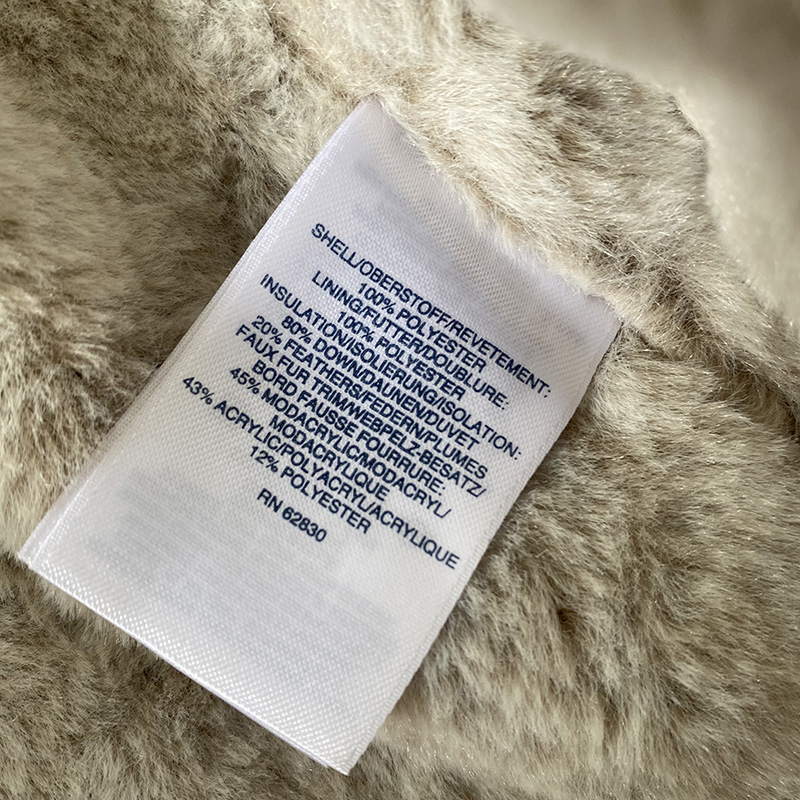 SHELL/OBERSTOFF/REVETEMENT:
100% POLYESTER
LINING/FUTTER/DOUBLURE:
100% POLYESTER
INSULATION/ISOLIERUNG/ISOLATION:
80% DOWN/DAUNEN/DUVET
20% FEATHERS/FEDERN/PLUMES
FAUX FUR TRIM/WEBPELZ-BESATZ/
BORD FAUSSE FOURRURE:
45% MODACRYLIC/MODACRYL/
MODACRYLIQUE
43% ACRYLIC/POLYACRYL/ACRYLIQUE
12% POLYESTER
RN 62830